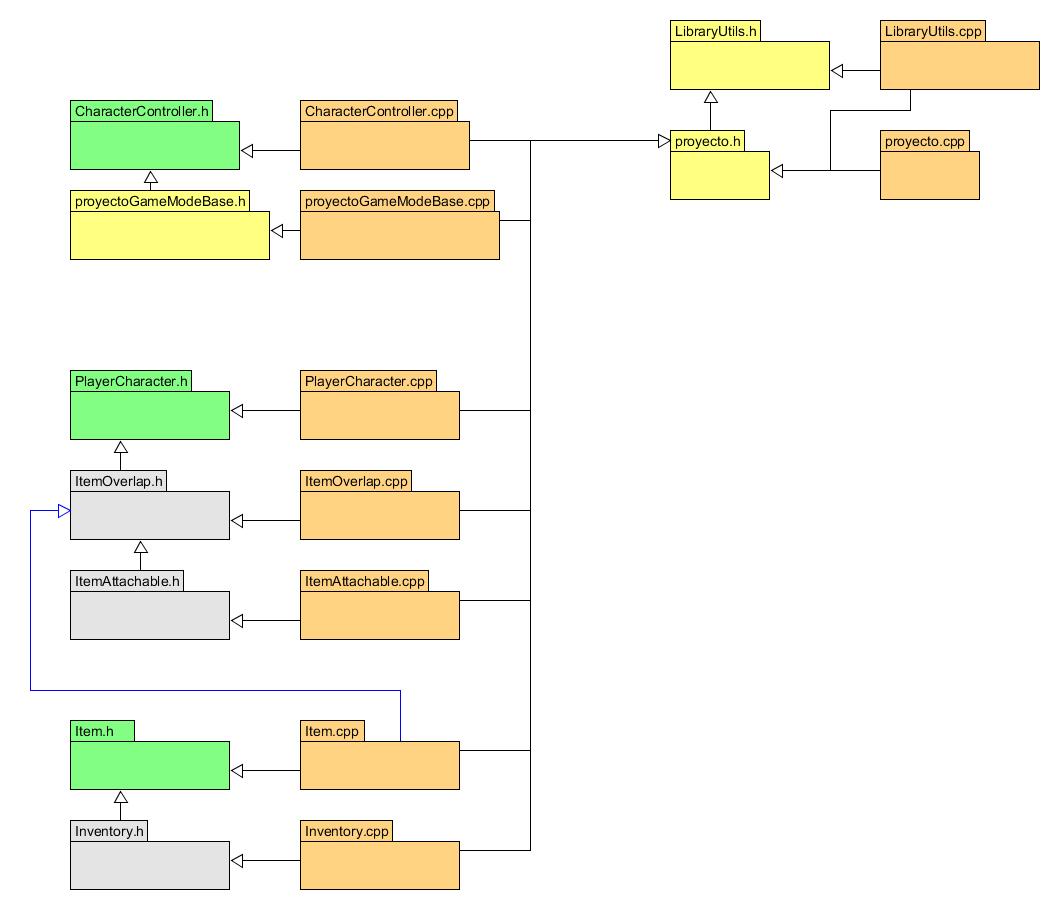 LibraryUtils.h
LibraryUtils.cpp
CharacterController.h
CharacterController.cpp
proyecto.h
proyecto.cpp
proyectoGameModeBase.h
proyectoGameModeBase.cpp
PlayerCharacter.h
PlayerCharacter.cpp
ItemOverlap.h
ItemOverlap.cpp
ItemAttachable.h
ItemAttachable.cpp
Item.h
Item.cpp
Inventory.h
Inventory.cpp